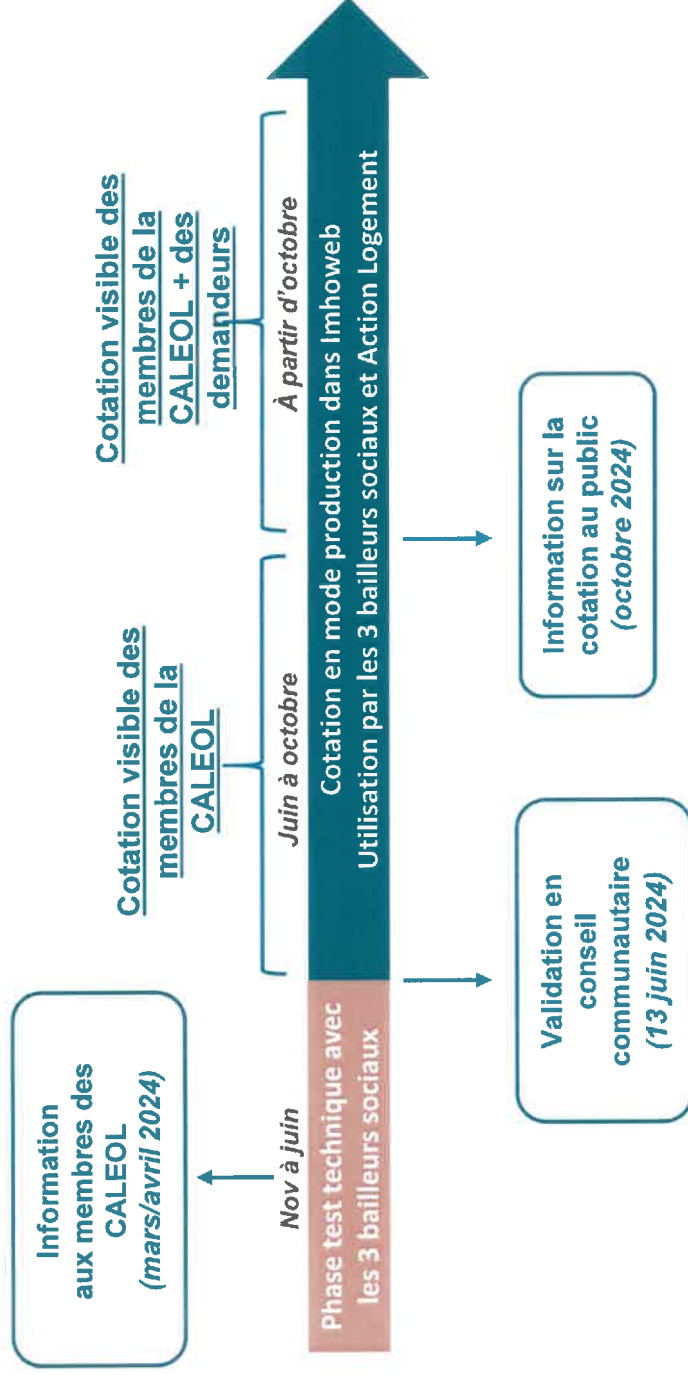 Information
aux membres des
CALEOL
(mars/avril 2024)
Cotation visible des
membres de la
CALEOL
Cotation visible des
membres de la
CALEOL + des
demandeurs
Nov à juin
Juin à octobre
À partir d'octobre
Phase test technique avec
les 3 bailleurs sociaux
Cotation en mode production dans Imhoweb
Utilisation par les 3 bailleurs sociaux et Action Logement
Validation en
conseil
communautaire
(13 juin 2024)
Information sur la
cotation au public
(octobre 2024)